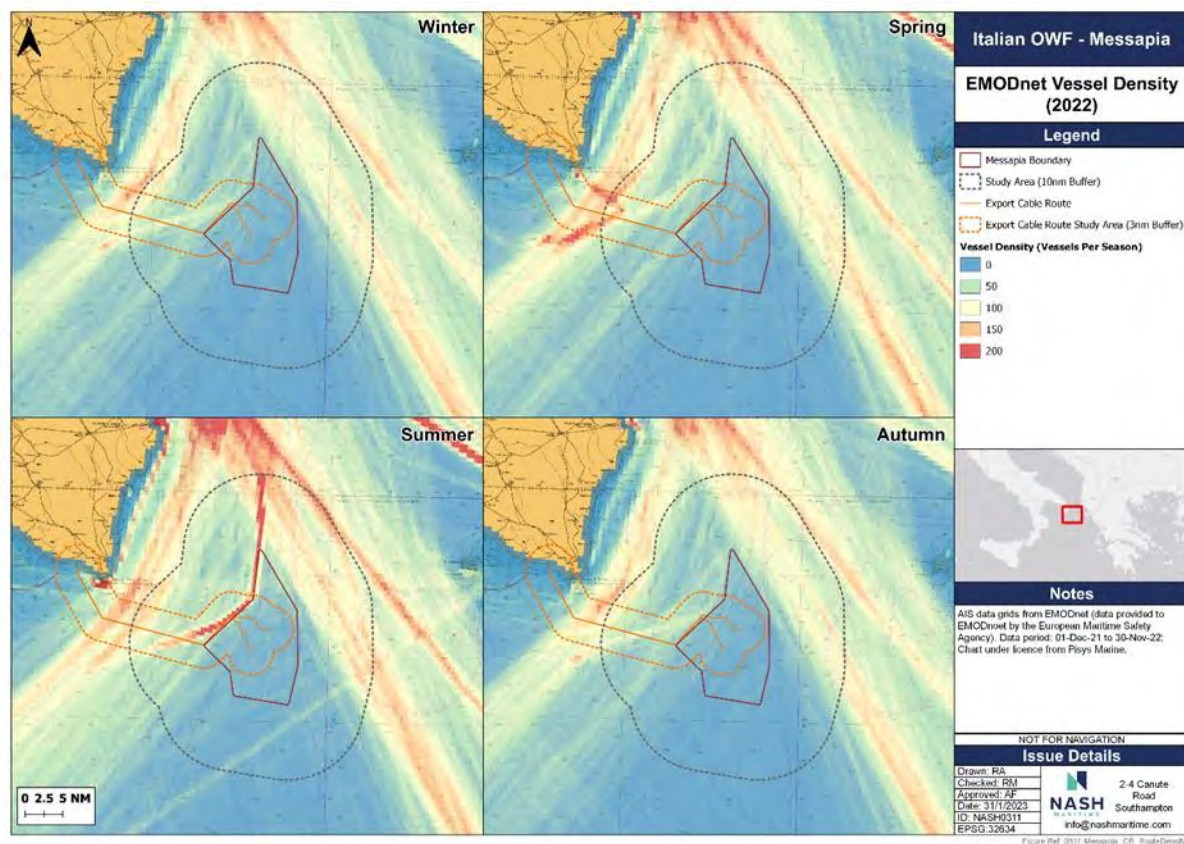 Winter
Spring
Summer
Autumn
N
0 2.5 5 NM
Italian OWF - Messapia
EMODnet Vessel Density
(2022)
Legend
Messapia Boundary
Study Area (10nm Buffer)
Export Cable Route
Export Cable Route Study Area (3nm Buffer)
Vessel Density (Vessels Per Season)
0
50
100
150
200
Notes
AIS data grids from EMODnet (data provided to
EMODnoet by the European Maritime Safety
Agency). Data period: 01-Dec-21 to 30-Nov-22;
Chart under licence from Pisys Marine.
NOT FOR NAVIGATION
Issue Details
Drawn: RA
Checked: RM
Approved: AF
Date: 31/1/2023
ID: NASH0311
EPSG:32634
NASH
MARITIME
2-4 Canute
Road
Southampton
info@nashmaritime.com